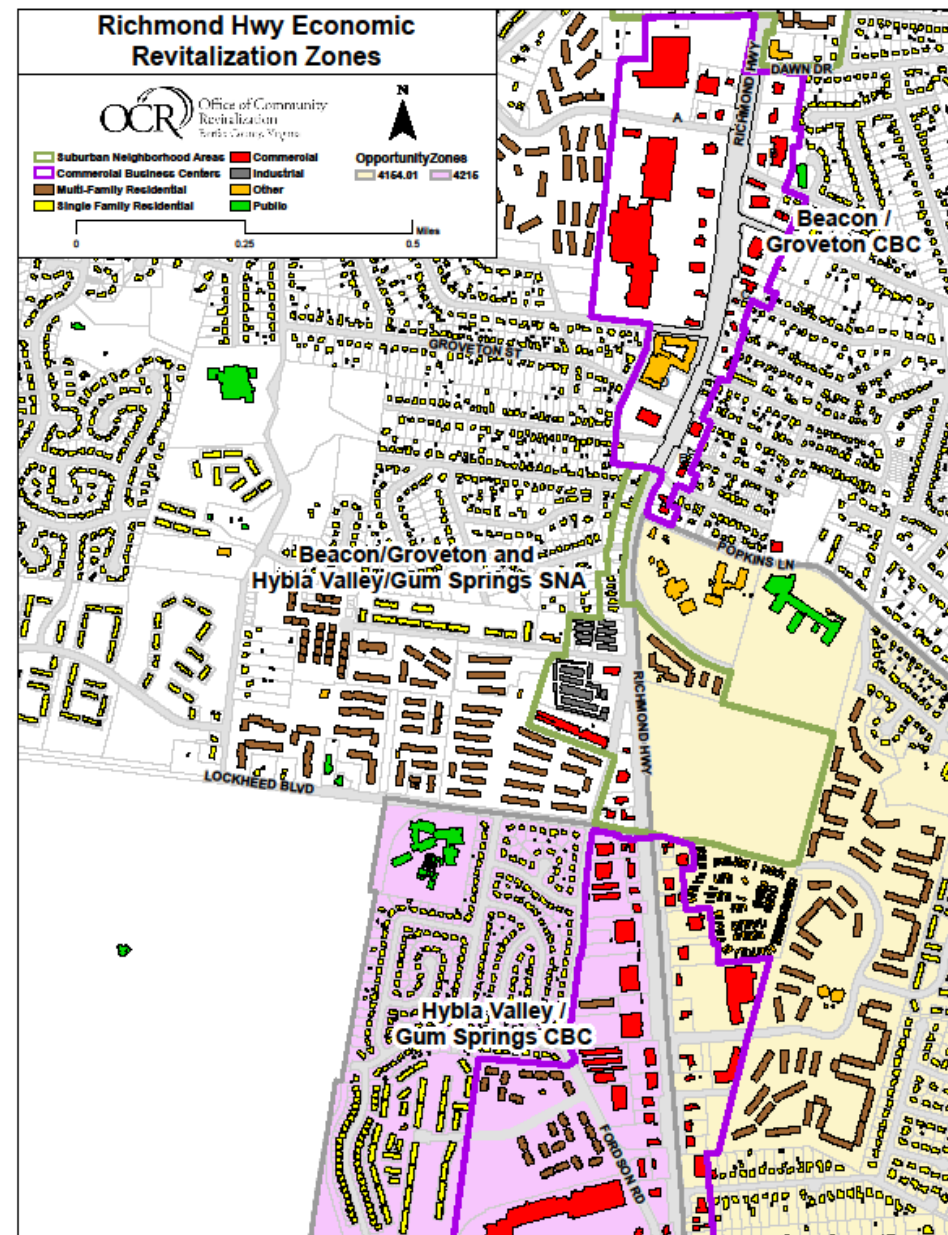 Richmond Hwy Economic
Revitalization Zones
OCR
Office of Community
Revitalization
Fairfax County, Virginia
N
Suburban Neighborhood Areas
Commercial
Commercial Business Centers
Industrial
Multi-Family Residential
Other
Single Family Residential
Public
OpportunityZones
4154.01
4215
Miles
0
0.25
0.5
RICHMOND HWY
DAWN DR
A
Beacon /
Groveton CBC
GROVETON ST
D
Beacon/Groveton and
Hybla Valley/Gum Springs SNA
POPKINS LN
RICHMOND HWY
LOCKHEED BLVD
Hybla Valley /
Gum Springs CBC
FORDSON RD